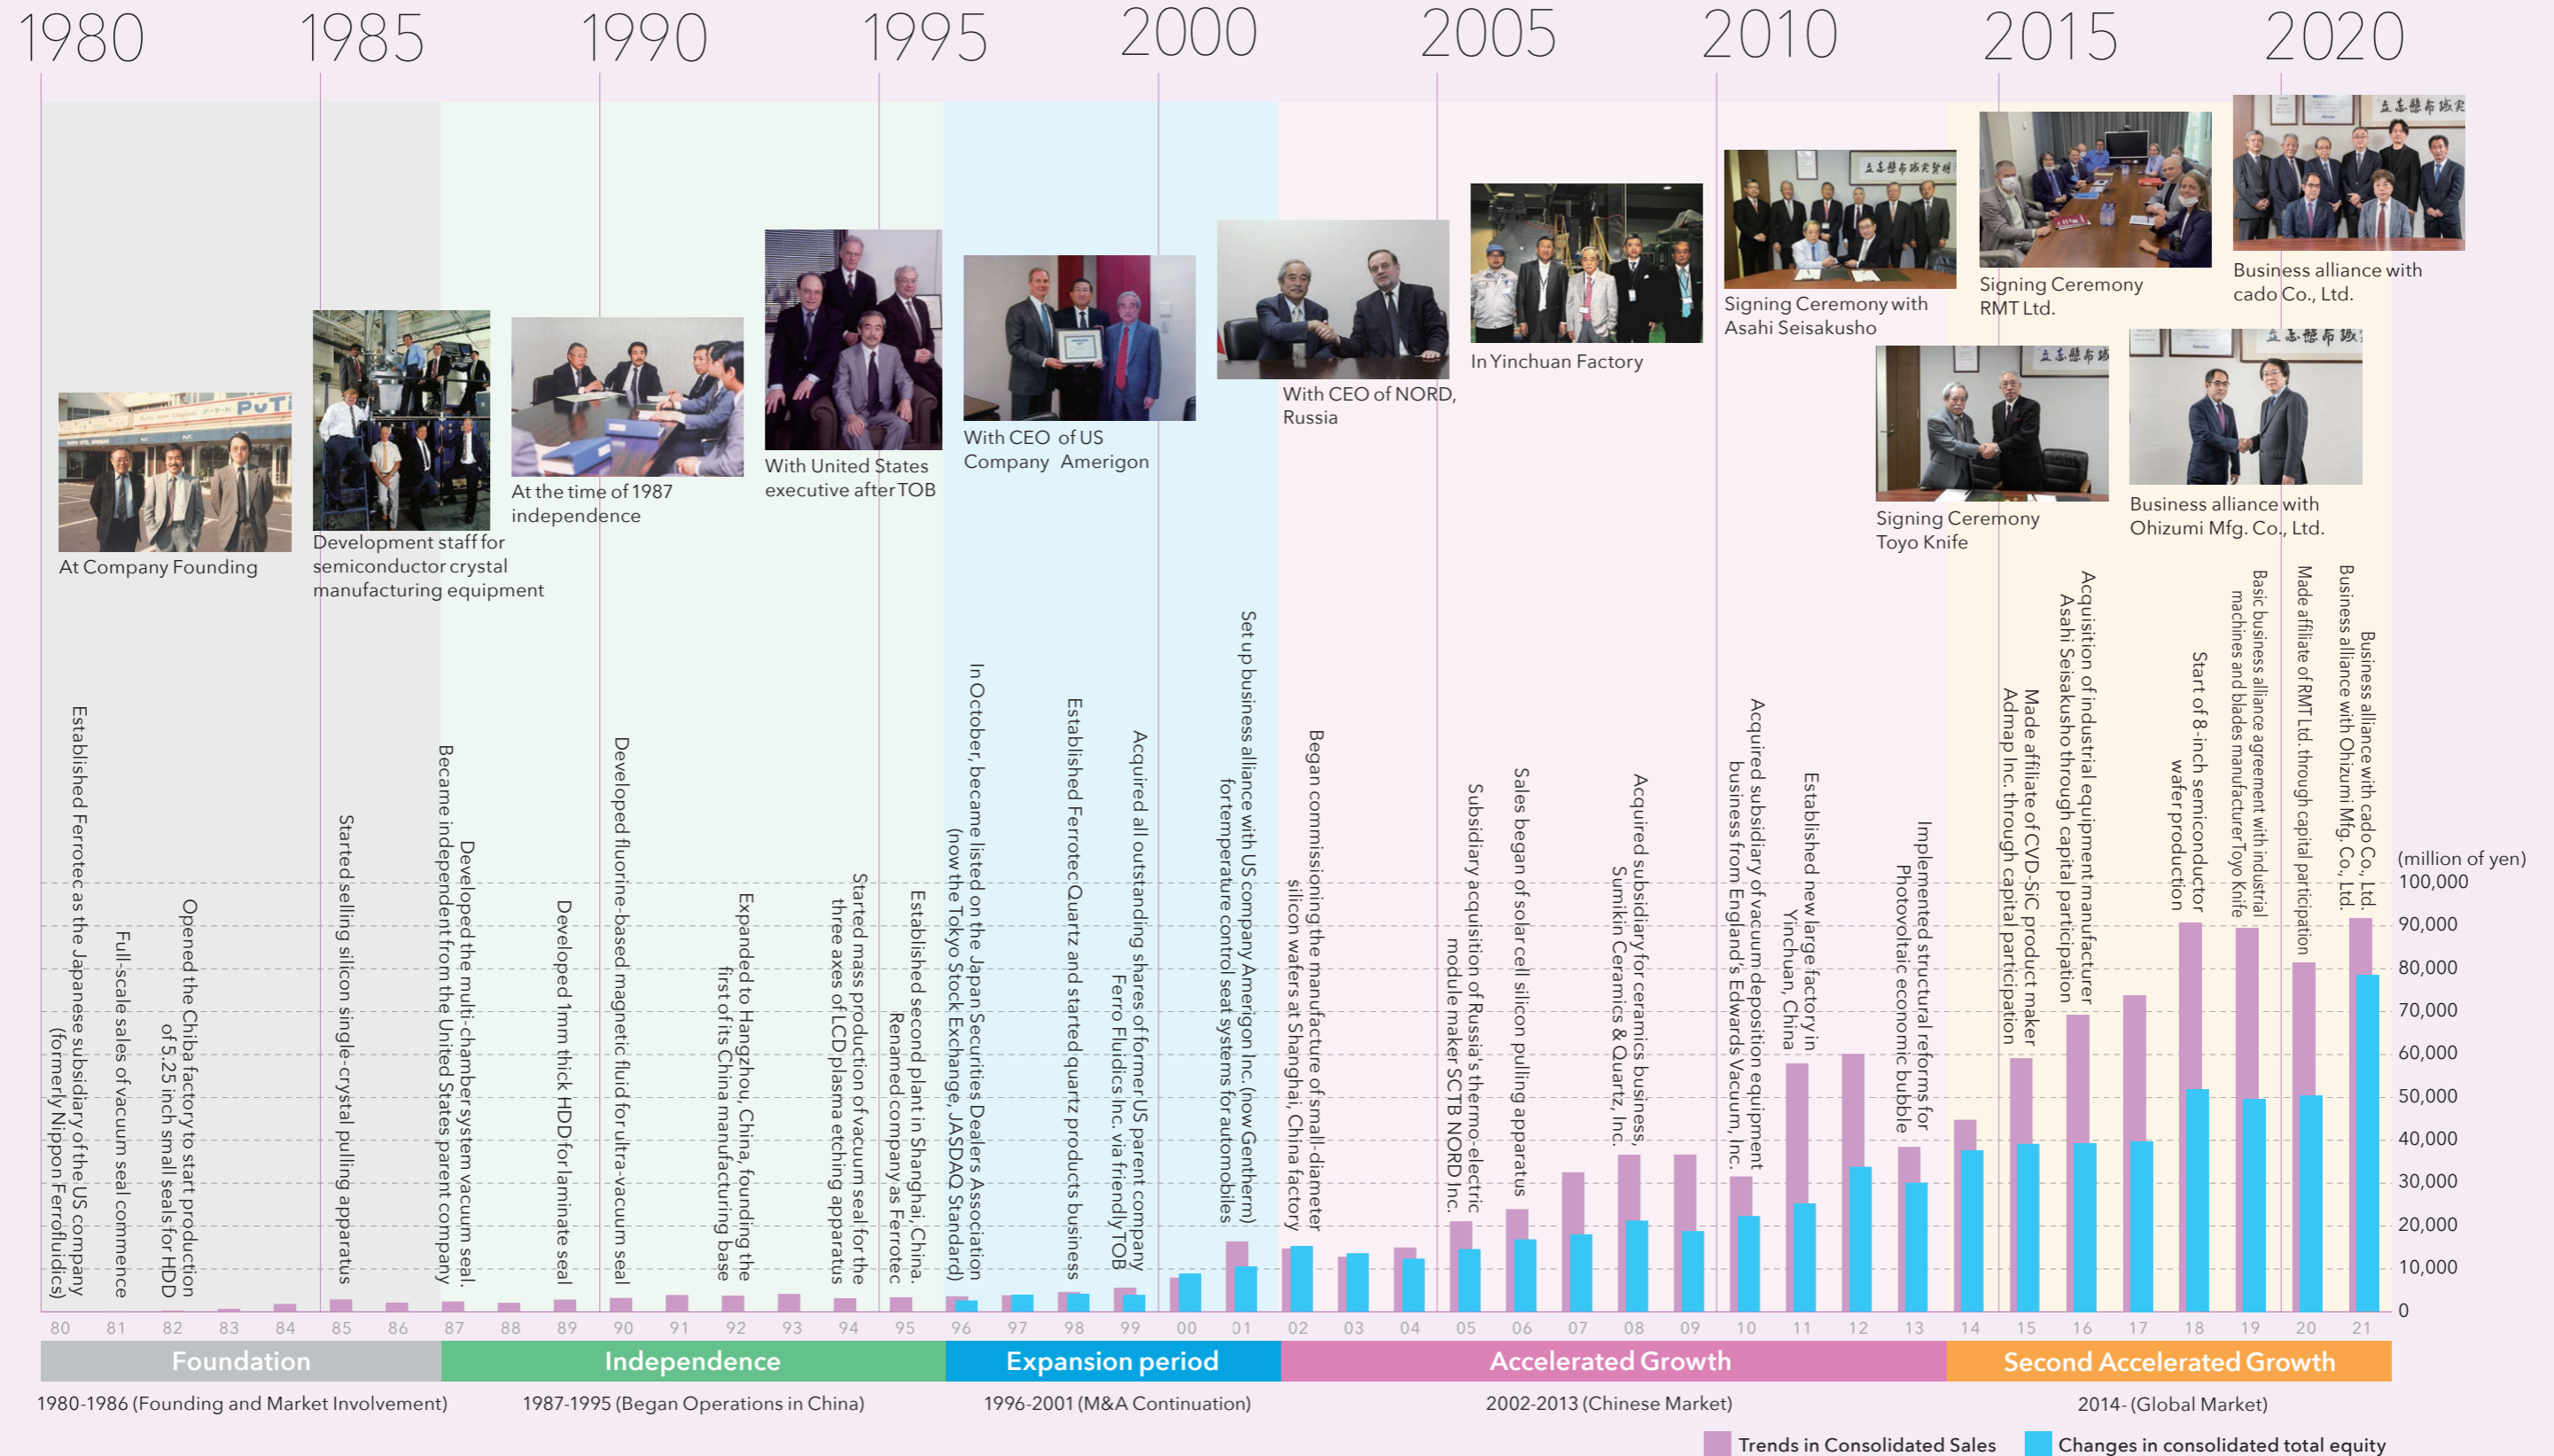 1980
1985
1990
1995
2000
2005
2010
2015
2020
PUTI
At Company Founding
Development staff for
semiconductor crystal
manufacturing equipment
At the time of 1987
independence
With United States
executive after TOB
With CEO of US
Company Amerigon
With CEO of NORD,
Russia
In Yinchuan Factory
立志懸命誠実賢明
Signing Ceremony with
Asahi Seisakusho
Signing Ceremony
Toyo Knife
Signing Ceremony
RMT Ltd.
Business alliance with
Ohizumi Mfg. Co., Ltd.
Business alliance with
cado Co., Ltd.
Established Ferrotec as the Japanese subsidiary of the US company
(formerly Nippon Ferrofluidics)
Full-scale sales of vacuum seal commence
Opened the Chiba factory to start production
of 5.25 inch small seals for HDD
Started selling silicon single-crystal pulling apparatus
Developed the multi-chamber system vacuum seal.
Became independent from the United States parent company
Developed 1mm thick HDD for laminate seal
Developed fluorine-based magnetic fluid for ultra-vacuum seal
Expanded to Hangzhou, China, founding the
first of its China manufacturing base
Started mass production of vacuum seal for the
three axes of LCD plasma etching apparatus
Established second plant in Shanghai, China.
Renamed company as Ferrotec
In October, became listed on the Japan Securities Dealers Association
(now the Tokyo Stock Exchange, JASDAQ Standard)
Established Ferrotec Quartz and started quartz products business
Acquired all outstanding shares of former US parent company
Ferro Fluidics Inc. via friendly TOB
Set up business alliance with US company Amerigon Inc. (now Gentherm)
for temperature control seat systems for automobiles
Began commissioning the manufacture of small-diameter
silicon wafers at Shanghai, China factory
Subsidiary acquisition of Russia's thermo-electric
module maker SCTB NORD Inc.
Sales began of solar cell silicon pulling apparatus
Acquired subsidiary for ceramics business,
Sumikin Ceramics & Quartz, Inc.
Acquired subsidiary of vacuum deposition equipment
business from England's Edwards Vacuum, Inc.
Established new large factory in
Yinchuan, China
Implemented structural reforms for
Photovoltaic economic bubble
Made affiliate of CVD-SiC product maker
Admap Inc. through capital participation
Acquisition of industrial equipment manufacturer
Asahi Seisakusho through capital participation
Start of 8-inch semiconductor
wafer production
Basic business alliance agreement with industrial
machines and blades manufacturer Toyo Knife
Made affiliate of RMT Ltd. through capital participation
Business alliance with cado Co., Ltd.
Business alliance with Ohizumi Mfg. Co., Ltd.
(million of yen)
100,000
90,000
80,000
70,000
60,000
50,000
40,000
30,000
20,000
10,000
0
80 81 82 83 84 85 86 87 88 89 90 91 92 93 94 95 96 97 98 99 00 01 02 03 04 05 06 07 08 09 10 11 12 13 14 15 16 17 18 19 20 21
Foundation
Independence
Expansion period
Accelerated Growth
Second Accelerated Growth
1980-1986 (Founding and Market Involvement)
1987-1995 (Began Operations in China)
1996-2001 (M&A Continuation)
2002-2013 (Chinese Market)
2014- (Global Market)
Trends in Consolidated Sales
Changes in consolidated total equity